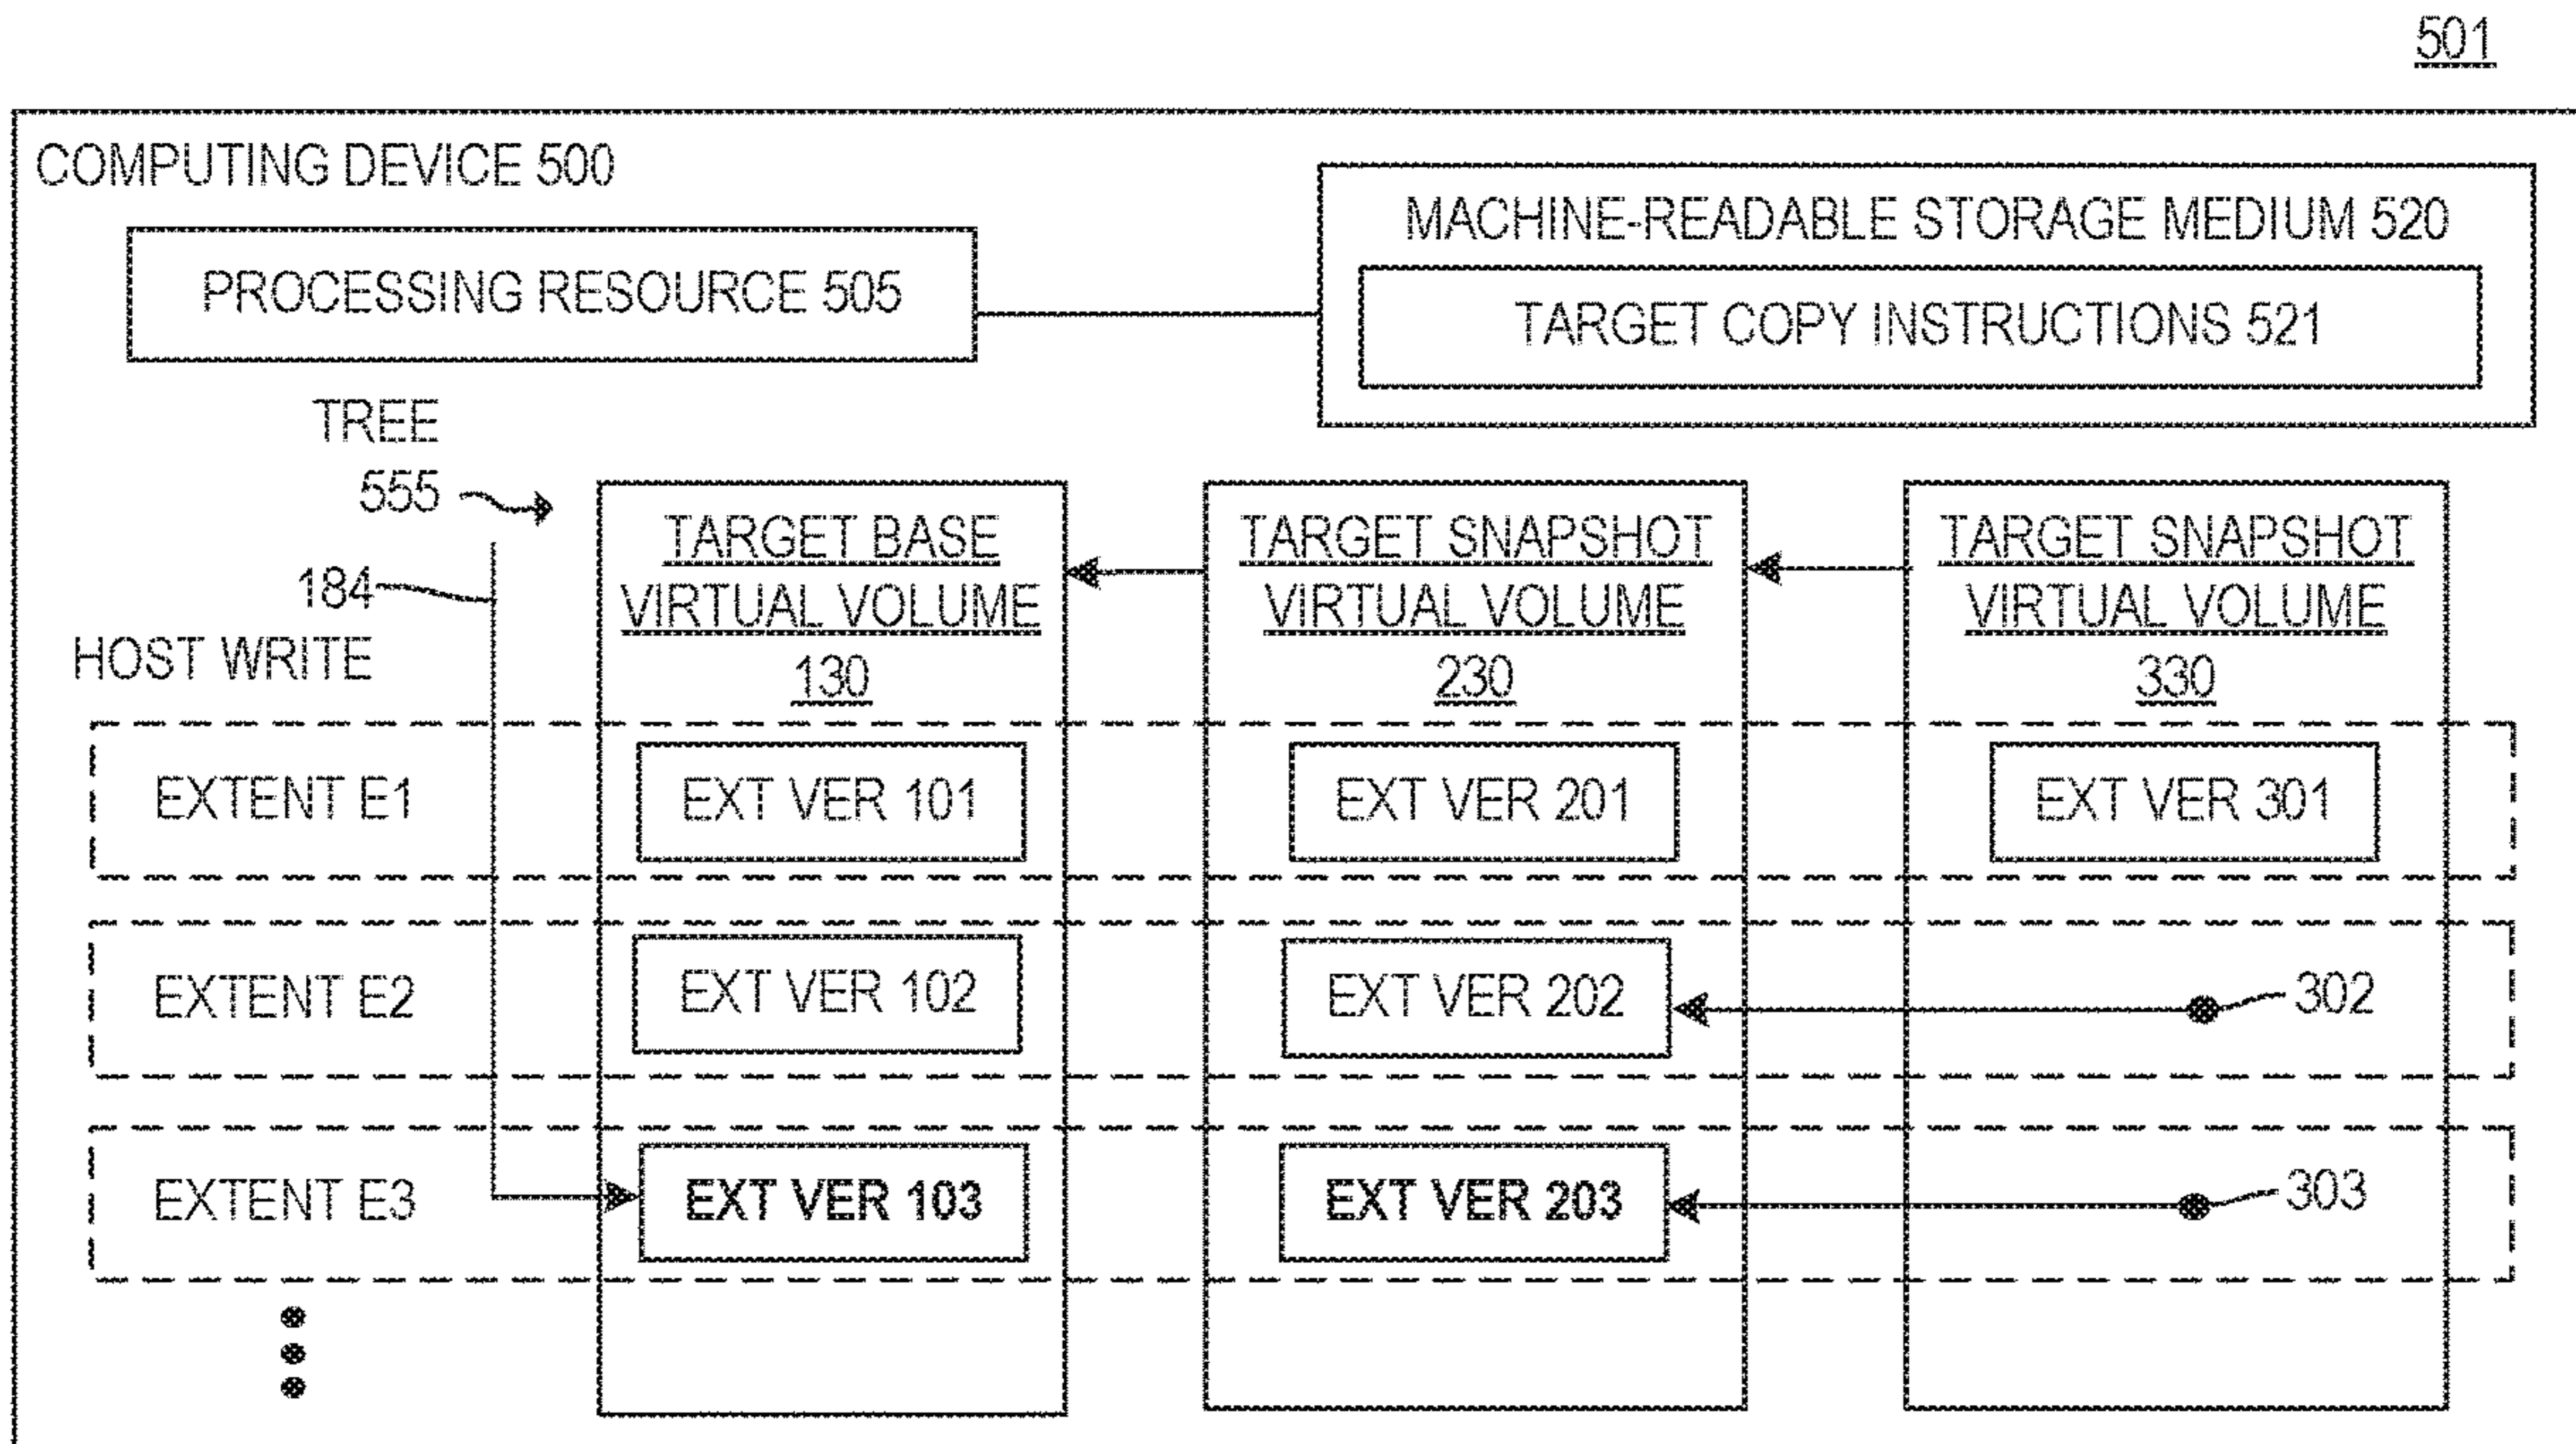 501
COMPUTING DEVICE 500
PROCESSING RESOURCE 505
MACHINE-READABLE STORAGE MEDIUM 520
TARGET COPY INSTRUCTIONS 521
TREE
555
184
HOST WRITE
TARGET BASE
VIRTUAL VOLUME
130
TARGET SNAPSHOT
VIRTUAL VOLUME
230
TARGET SNAPSHOT
VIRTUAL VOLUME
330
EXTENT E1
EXT VER 101
EXT VER 201
EXT VER 301
EXTENT E2
EXT VER 102
EXT VER 202
302
EXTENT E3
EXT VER 103
EXT VER 203
303